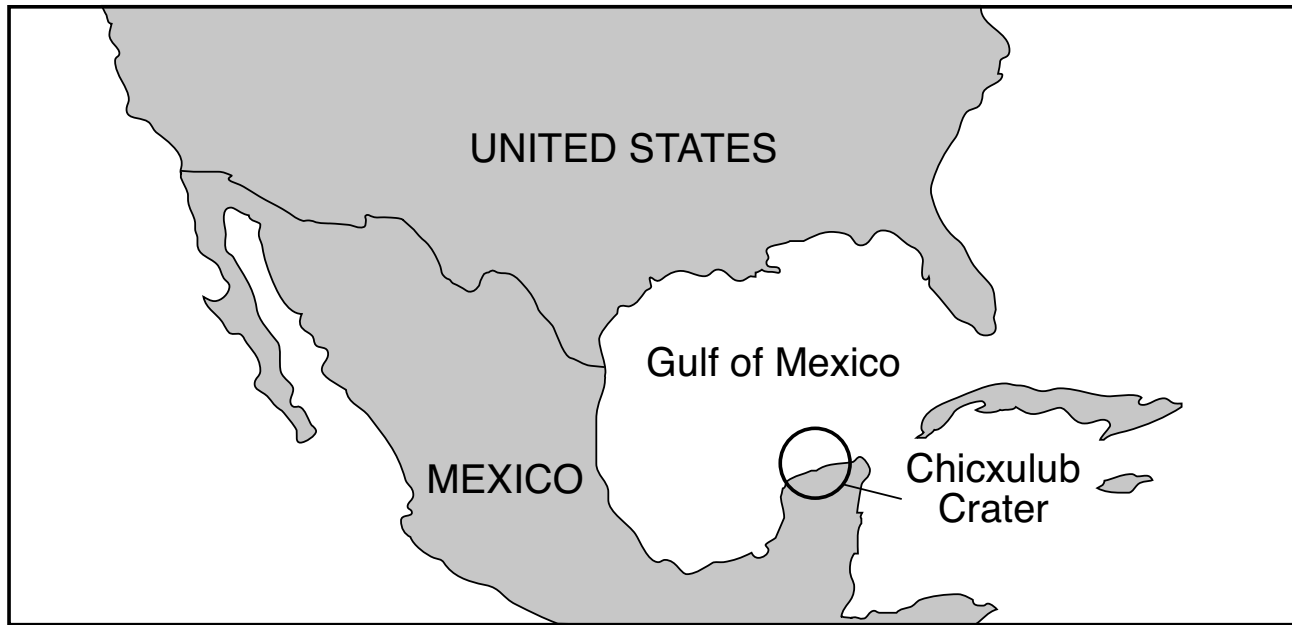 UNITED STATES
Gulf of Mexico
MEXICO
Chicxulub
Crater